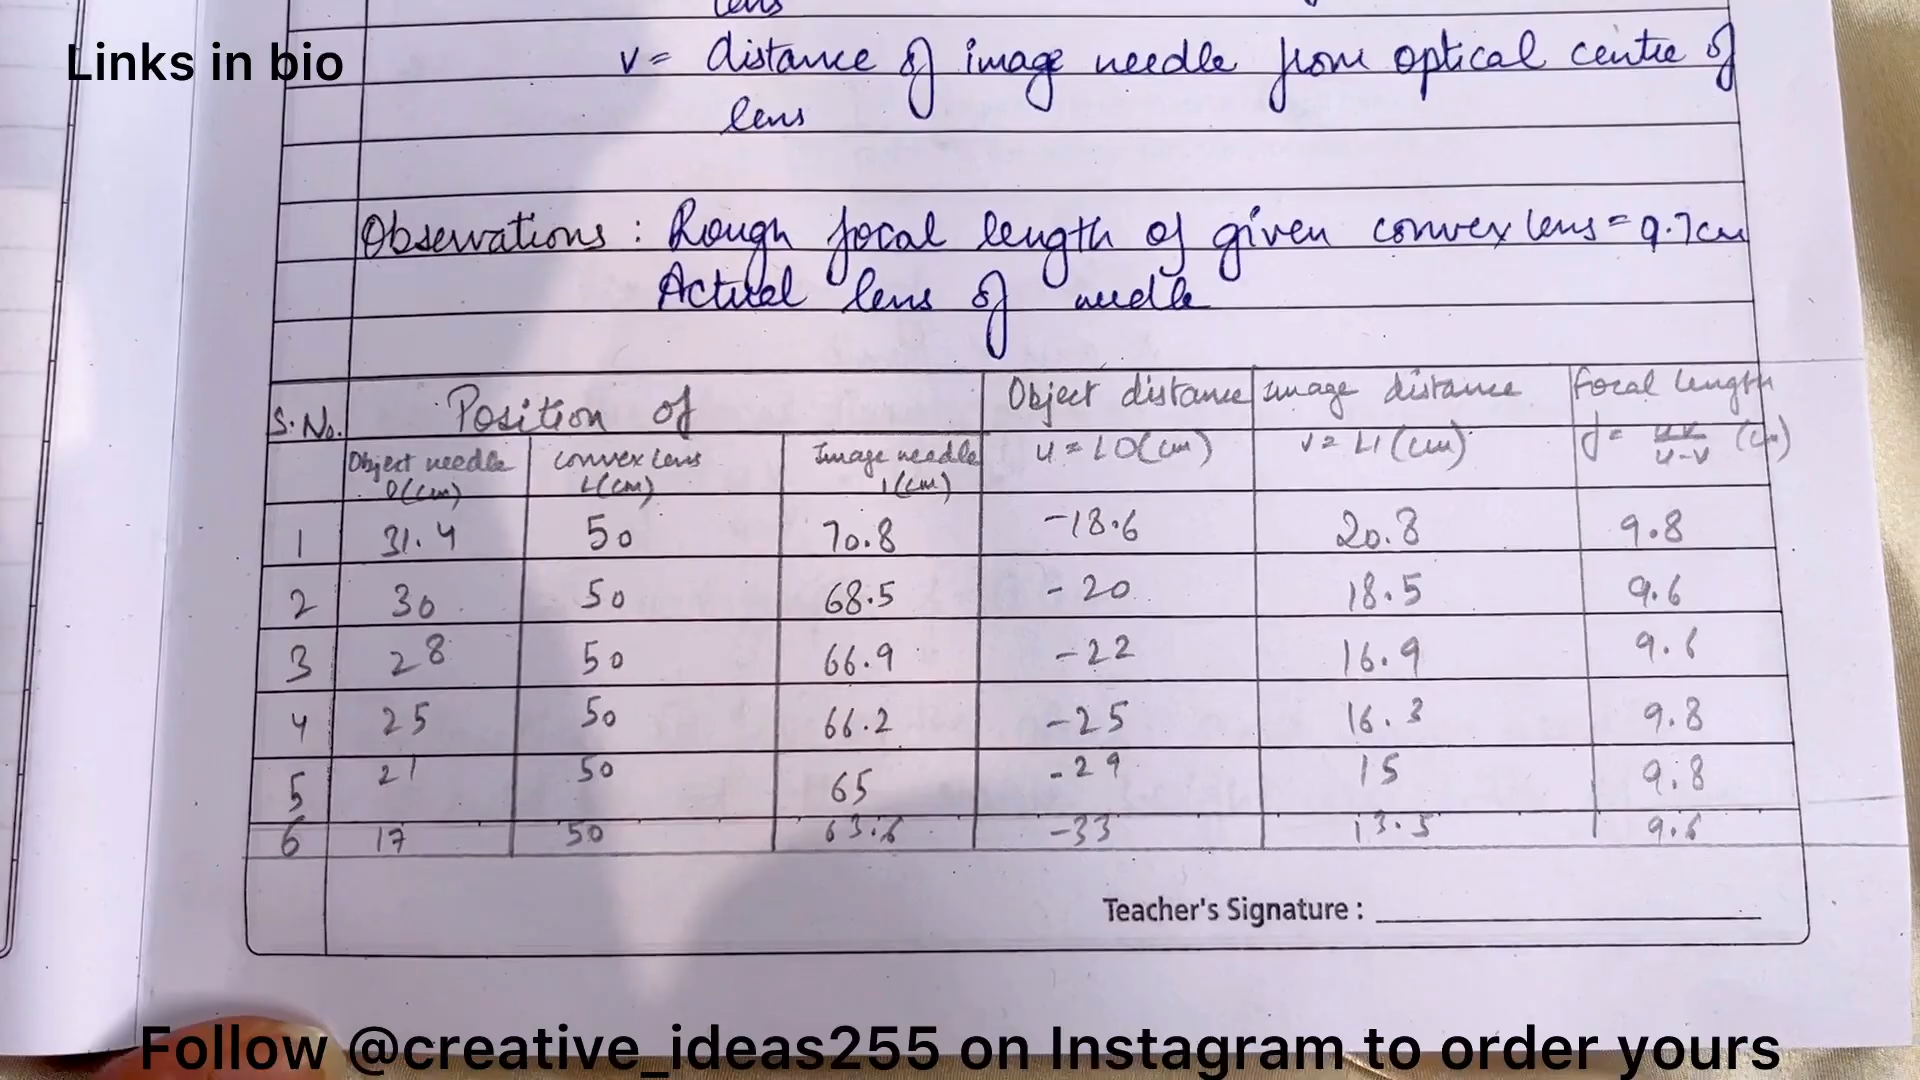 lens
Links in bio
v = distance of image needle from optical centre of
lens
Observations : Rough focal length of given convex lens = 9.7cm
Actual lens of needle
S.No. Position of Object distance Image distance focal length
Object needle convex lens Image needle u = LO(cm) v = LI (cm) f = uv/u-v (cm)
O(cm) L(cm) I(cm)
1 31.4 50 70.8 -18.6 20.8 9.8
2 30 50 68.5 -20 18.5 9.6
3 28 50 66.9 -22 16.9 9.6
4 25 50 66.2 -25 16.3 9.8
5 21 50 65 -29 15 9.8
6 17 50 63.6 -33 13.5 9.6
Teacher's Signature :
Follow @creative_ideas255 on Instagram to order yours